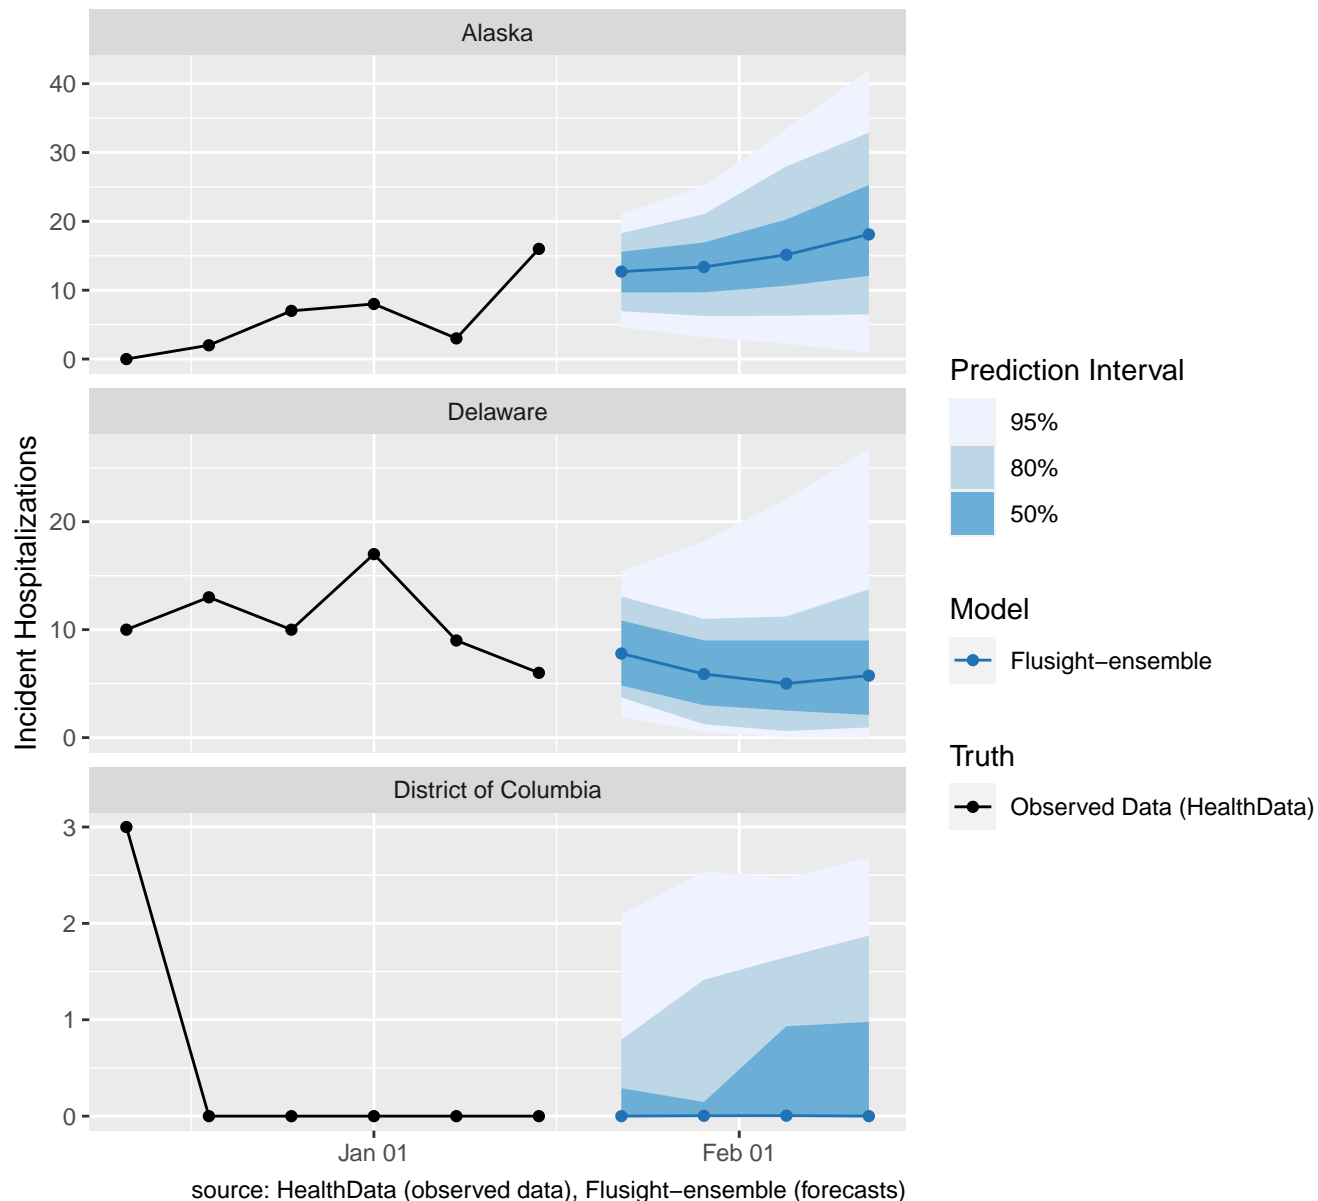 Alaska
40
30
20
10
0
Delaware
20
10
0
District of Columbia
3
2
1
0
Jan 01
Feb 01
Incident Hospitalizations
source: HealthData (observed data), Flusight−ensemble (forecasts)
Prediction Interval
95%
80%
50%
Model
Flusight−ensemble
Truth
Observed Data (HealthData)